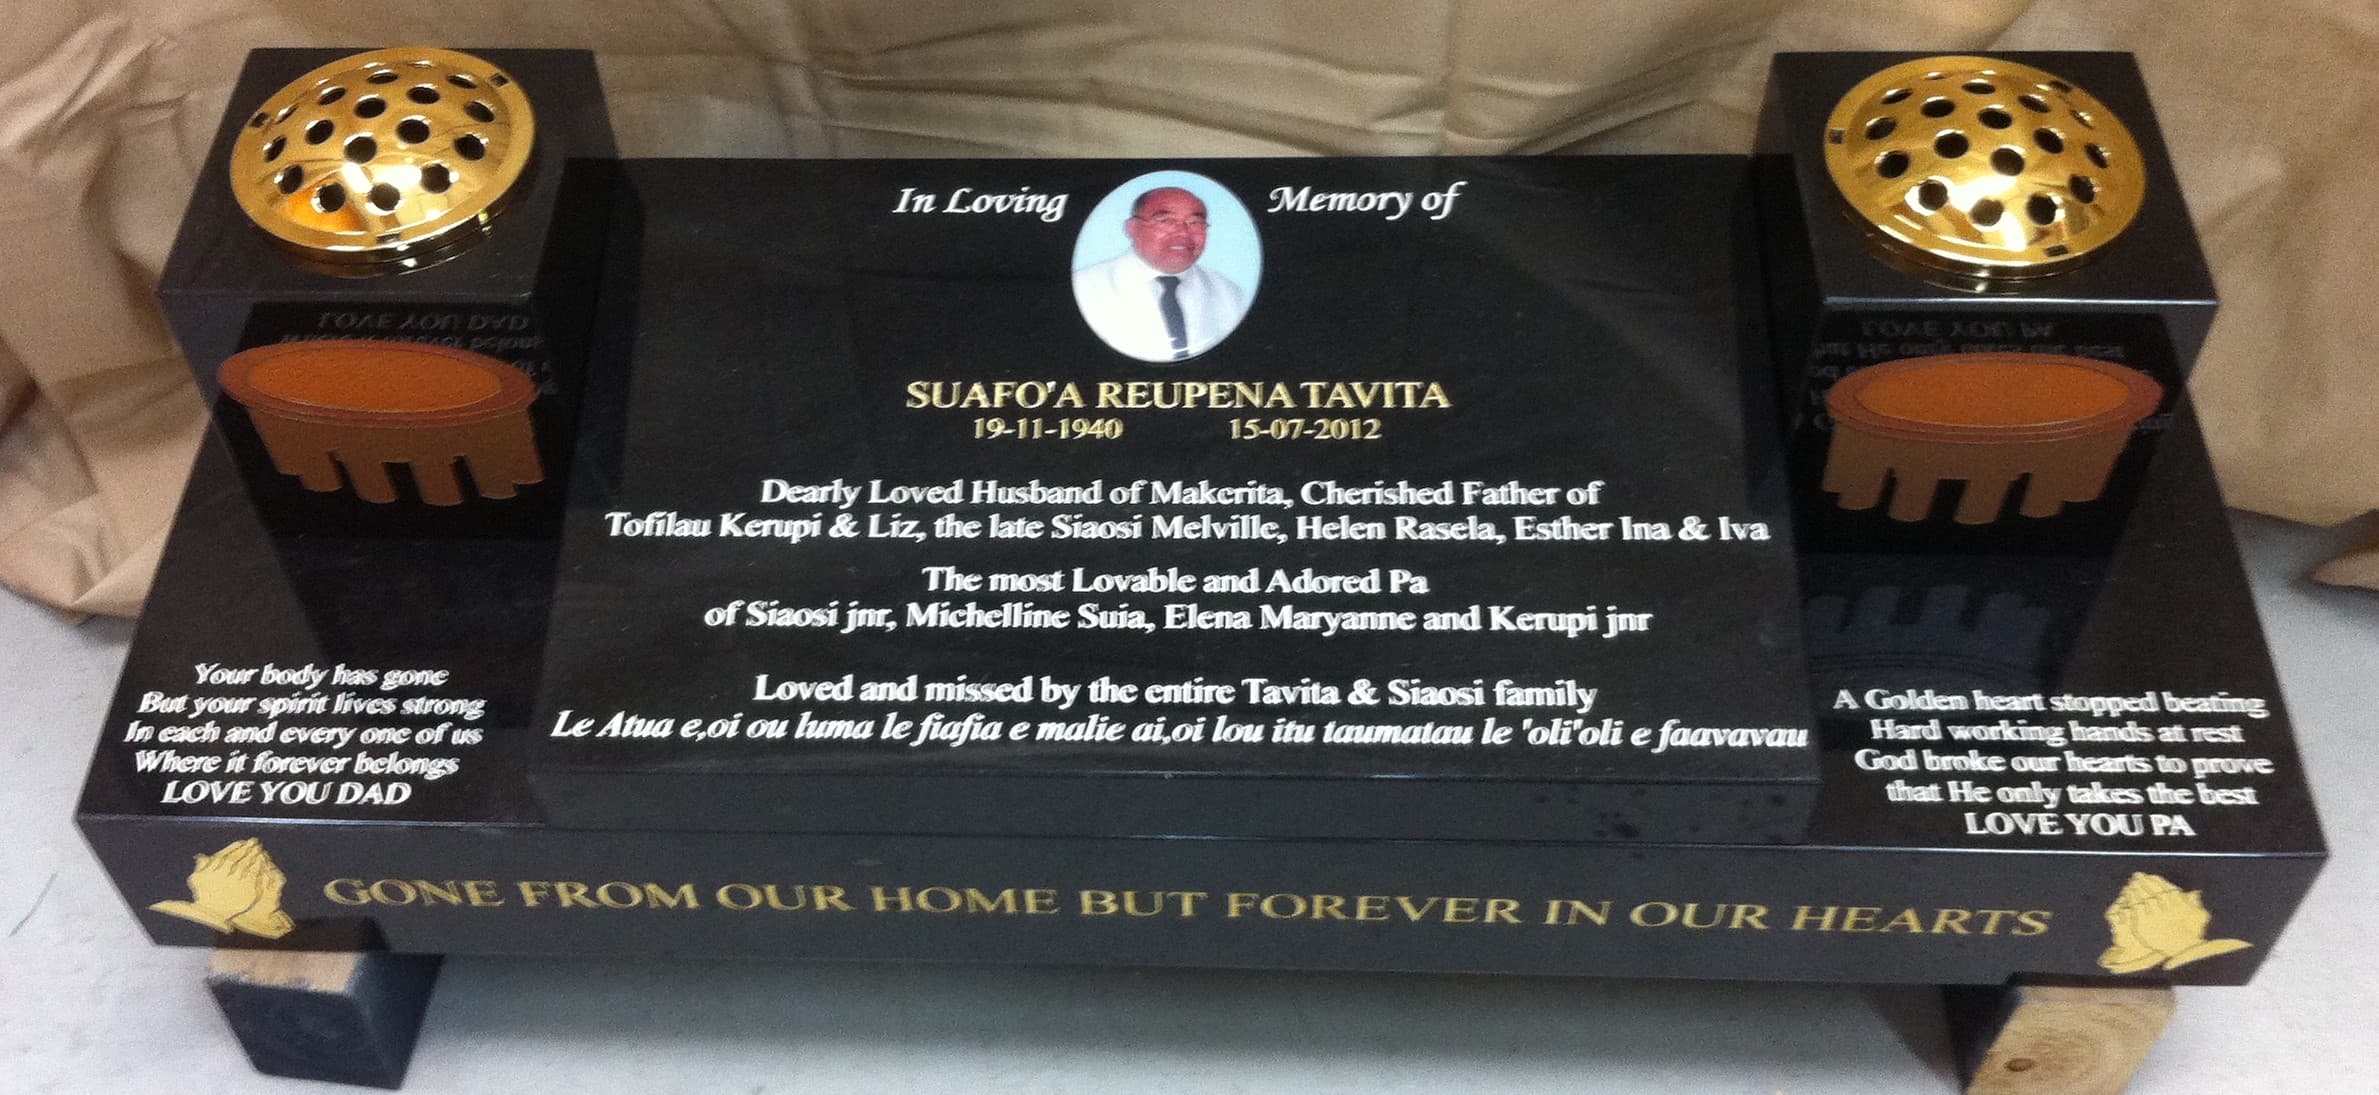 In Loving Memory of
SUAFO'A REUPENA TAVITA
19-11-1940 15-07-2012
Dearly Loved Husband of Makerita, Cherished Father of
Tofilau Kerupi & Liz, the late Siaosi Melville, Helen Rasela, Esther Ina & Iva
The most Lovable and Adored Pa
of Siaosi jnr, Michelline Suia, Elena Maryanne and Kerupi jnr
Loved and missed by the entire Tavita & Siaosi family
Le Atua e,oi ou luma le fiafia e malie ai,oi lou itu taumatau le 'oli'oli e faavavau
Your body has gone
But your spirit lives strong
In each and every one of us
Where it forever belongs
LOVE YOU DAD
A Golden heart stopped beating
Hard working hands at rest
God broke our hearts to prove
that He only takes the best
LOVE YOU PA
GONE FROM OUR HOME BUT FOREVER IN OUR HEARTS